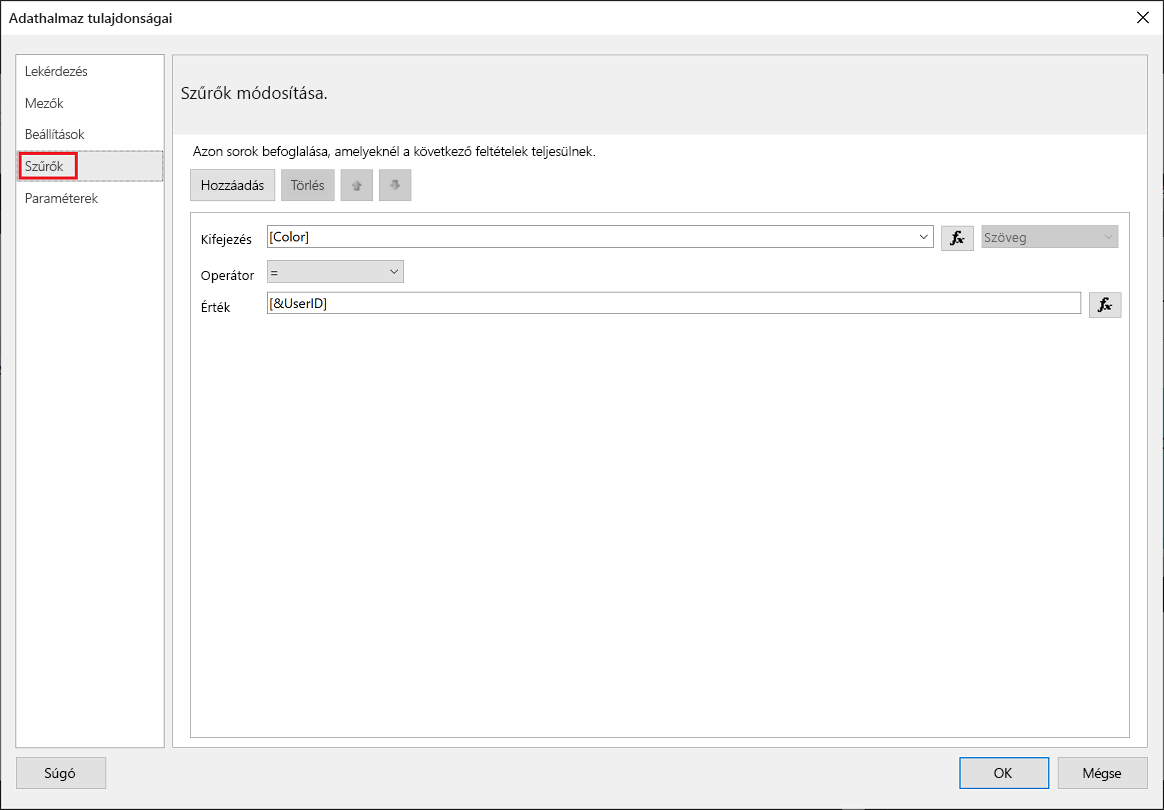 Adathalmaz tulajdonságai
Lekérdezés
Mezők
Beállítások
Szűrők
Paraméterek
Szűrők módosítása.
Azon sorok befoglalása, amelyeknél a következő feltételek teljesülnek.
Hozzáadás Törlés
Kifejezés [Color] fx Szöveg
Operátor =
Érték [&UserID] fx
Súgó OK Mégse